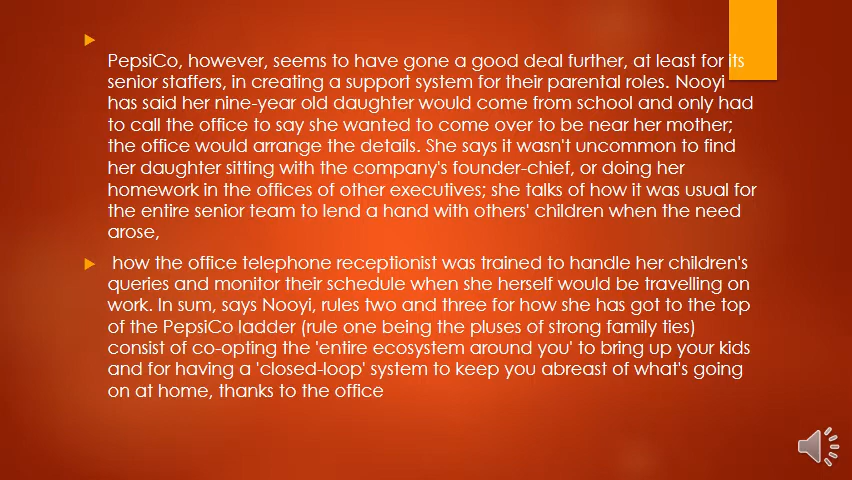 PepsiCo, however, seems to have gone a good deal further, at least for its
senior staffers, in creating a support system for their parental roles. Nooyi
has said her nine-year old daughter would come from school and only had
to call the office to say she wanted to come over to be near her mother;
the office would arrange the details. She says it wasn't uncommon to find
her daughter sitting with the company's founder-chief, or doing her
homework in the offices of other executives; she talks of how it was usual for
the entire senior team to lend a hand with others' children when the need
arose,
how the office telephone receptionist was trained to handle her children's
queries and monitor their schedule when she herself would be travelling on
work. In sum, says Nooyi, rules two and three for how she has got to the top
of the PepsiCo ladder (rule one being the pluses of strong family ties)
consist of co-opting the 'entire ecosystem around you' to bring up your kids
and for having a 'closed-loop' system to keep you abreast of what's going
on at home, thanks to the office